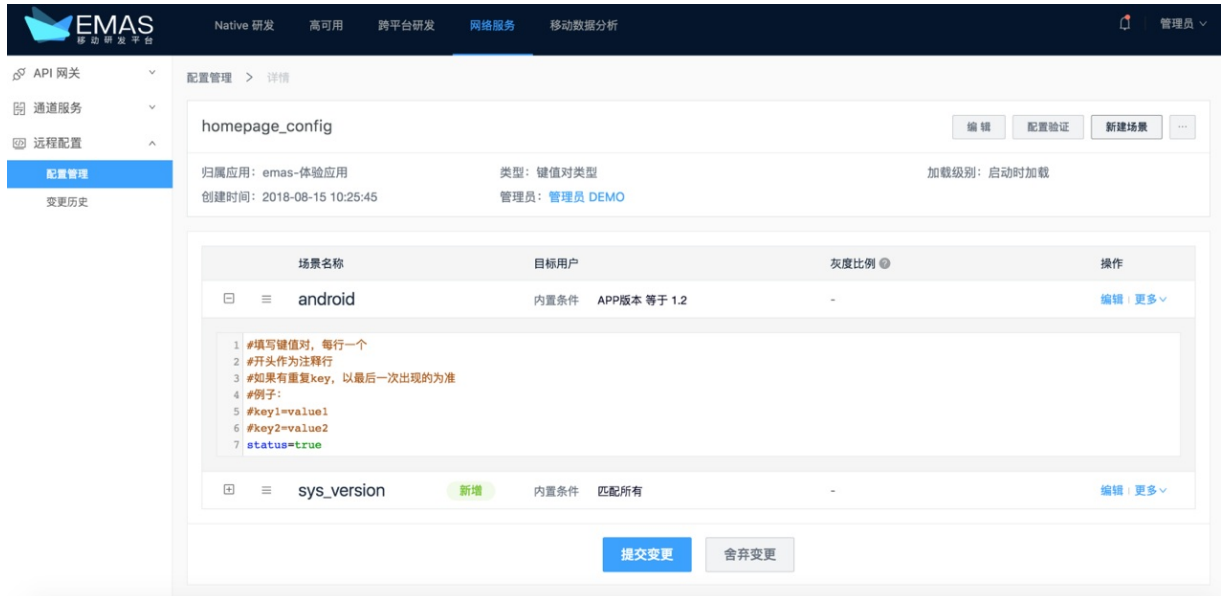 EMAS
移动研发平台
Native 研发 高可用 跨平台研发 网络服务 移动数据分析 管理员
API 网关
通道服务
远程配置
配置管理
变更历史
配置管理 > 详情
homepage_config 编 辑 配置验证 新建场景 ···
归属应用：emas-体验应用 类型：键值对类型 加载级别：启动时加载
创建时间：2018-08-15 10:25:45 管理员：管理员 DEMO
场景名称 目标用户 灰度比例 操作
android 内置条件 APP版本 等于 1.2 - 编辑 更多
1 #填写键值对，每行一个
2 #开头作为注释行
3 #如果有重复key，以最后一次出现的为准
4 #例子：
5 #key1=value1
6 #key2=value2
7 status=true
sys_version 新增 内置条件 匹配所有 - 编辑 更多
提交变更 舍弃变更